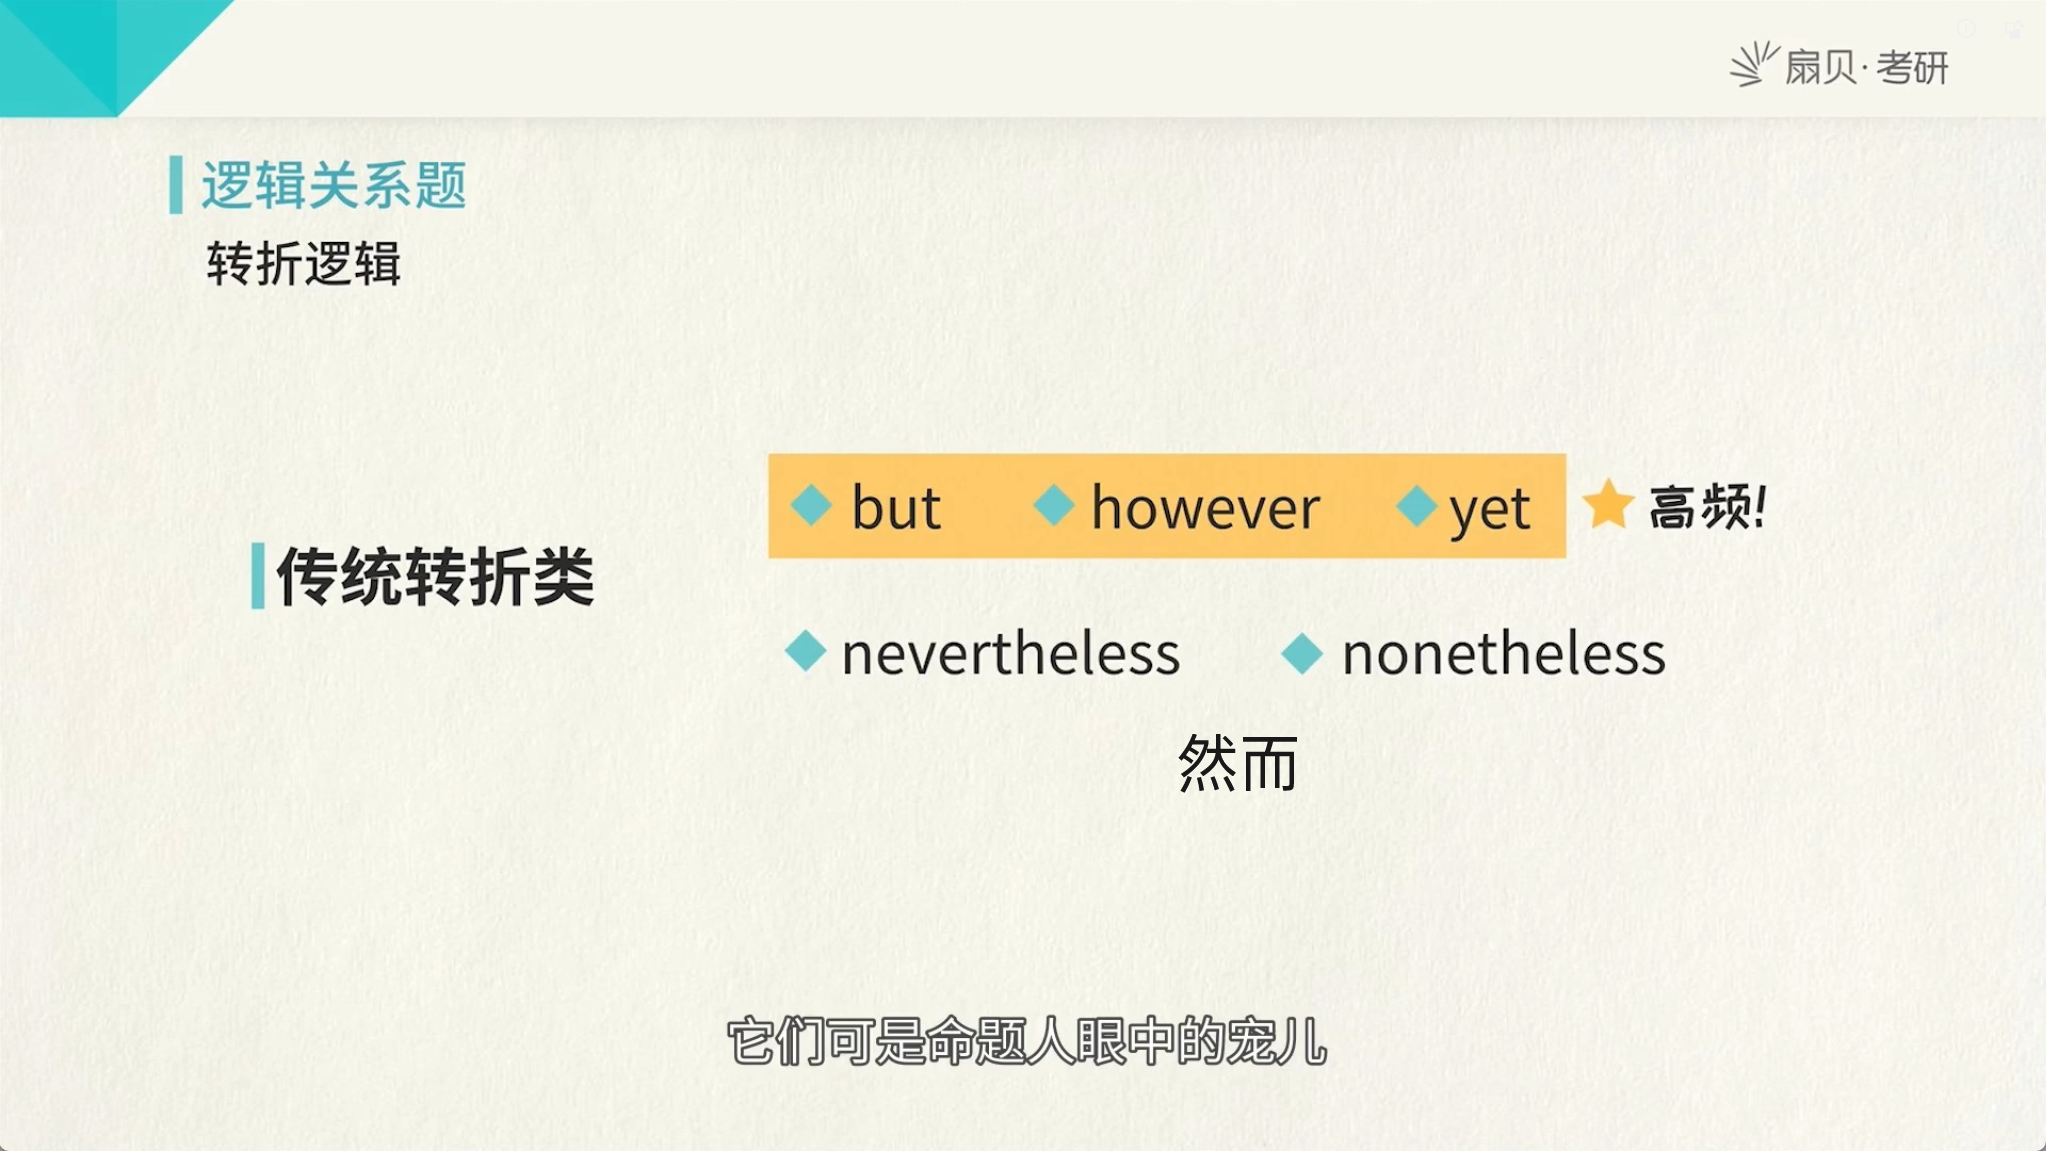 扇贝·考研
逻辑关系题
转折逻辑
but however yet 高频!
传统转折类
nevertheless nonetheless
然而
它们可是命题人眼中的宠儿